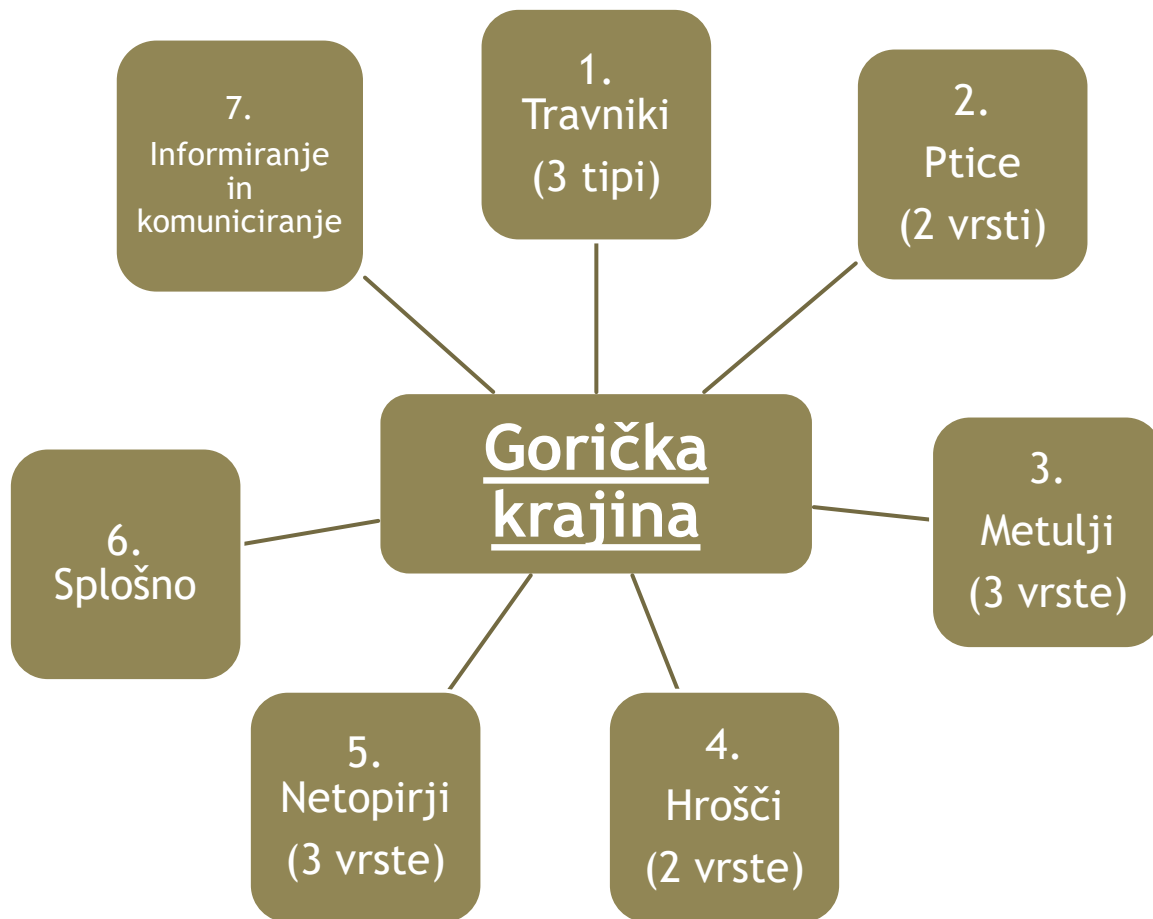 1.
Travniki
(3 tipi)
2.
Ptice
(2 vrsti)
3.
Metulji
(3 vrste)
4.
Hrošči
(2 vrste)
5.
Netopirji
(3 vrste)
6.
Splošno
7.
Informiranje
in
komuniciranje
Gorička
krajina